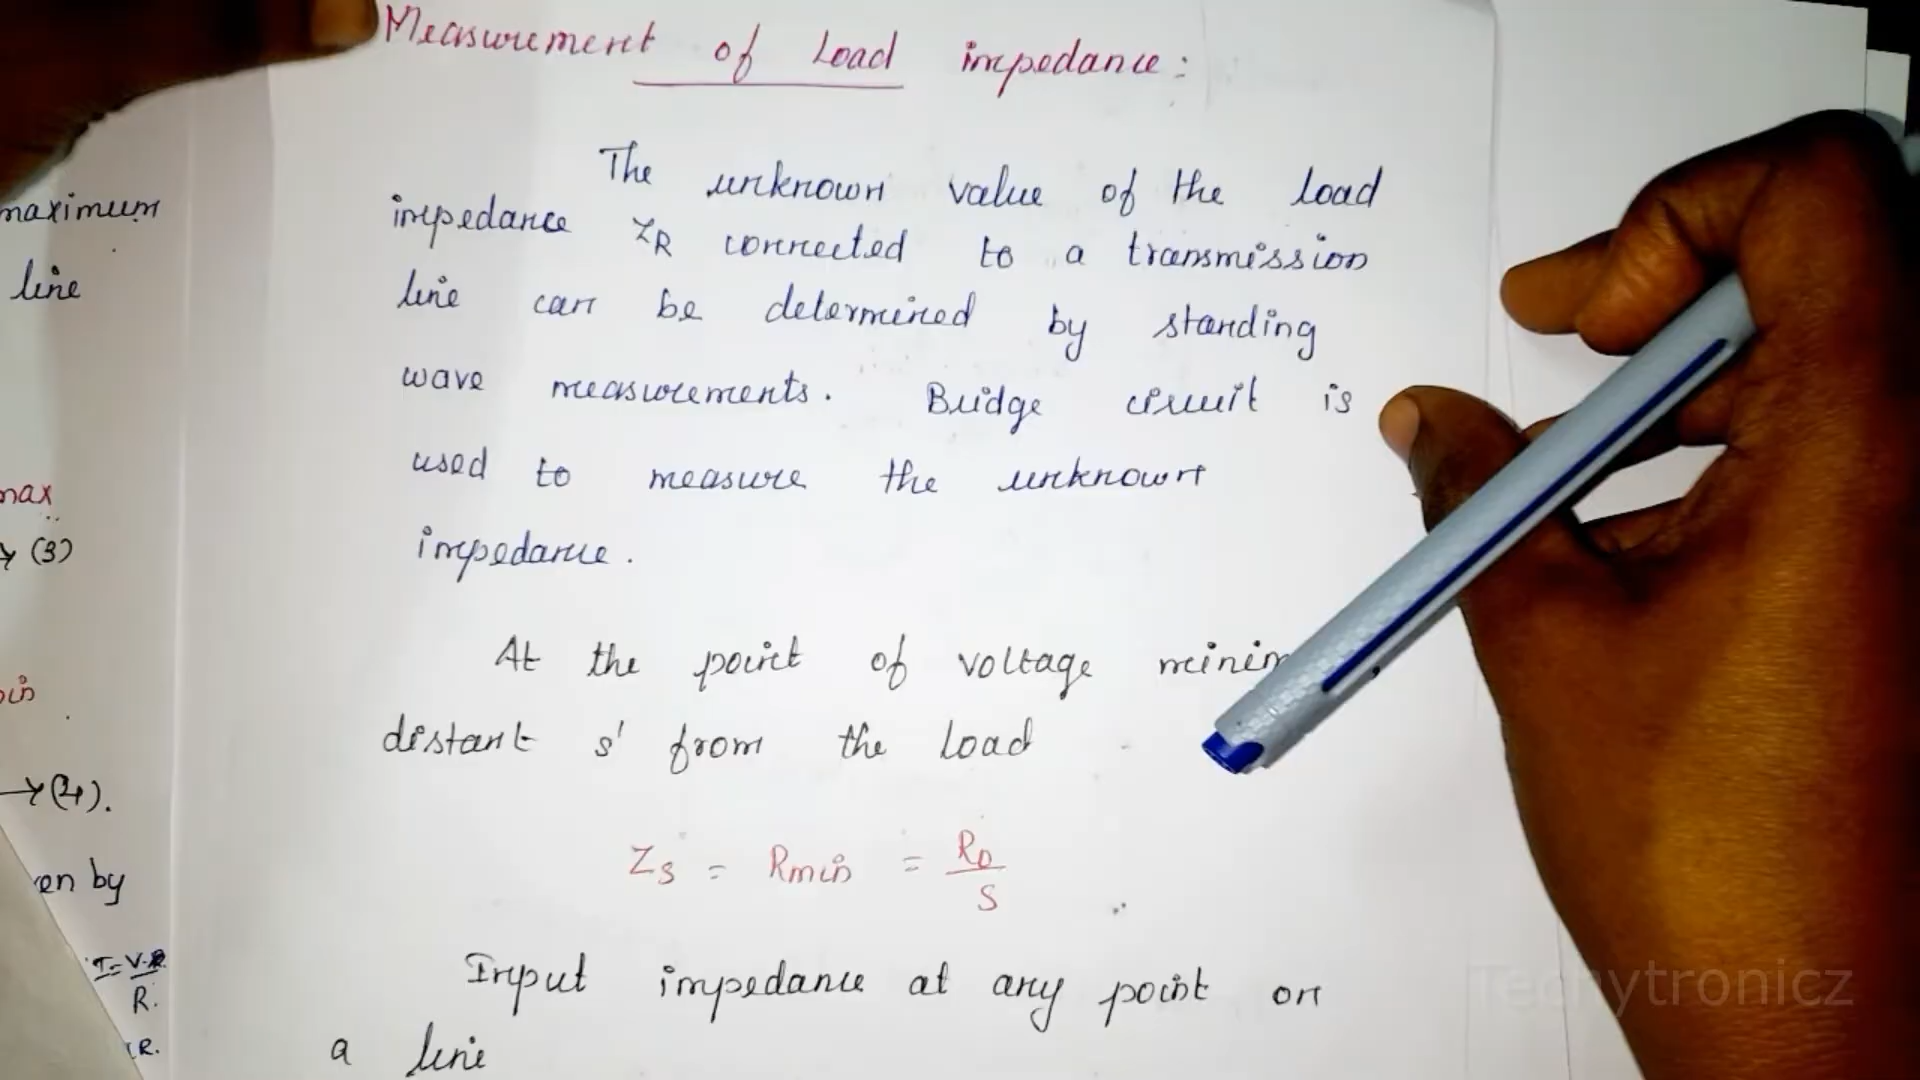 Measurement of Load impedance:
The unknown value of the load
impedance ZR connected to a transmission
line can be determined by standing
wave measurements. Bridge circuit is
used to measure the unknown
impedance.
At the point of voltage minim
distant s' from the load
Zs = Rmin = R0/S
Input impedance at any point on
a line
maximum
line
max
→ (3)
→ (4).
en by
I = V.R
R.
R.
Techytronicz